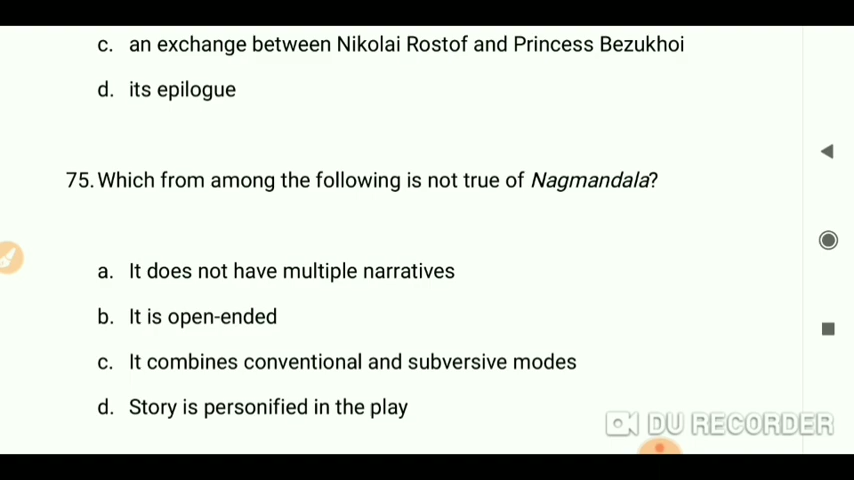 c. an exchange between Nikolai Rostof and Princess Bezukhoi
d. its epilogue
75. Which from among the following is not true of Nagmandala?
a. It does not have multiple narratives
b. It is open-ended
c. It combines conventional and subversive modes
d. Story is personified in the play
DU RECORDER